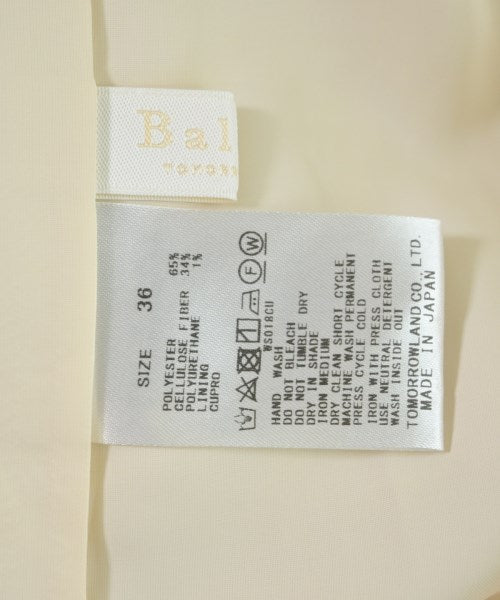 Bal
TOMOR
SIZE 36
POLYESTER 65%
CELLULOSE FIBER 34%
POLYURETHANE 1%
LINING
CUPRO
WS01RCU
HAND WASH
DO NOT BLEACH
DO NOT TUMBLE DRY
DRY IN SHADE
IRON MEDIUM
DRY CLEAN SHORT CYCLE
MACHINE WASH PERMANENT
PRESS CYCLE COLD
IRON WITH PRESS CLOTH
USE NEUTRAL DETERGENT
WASH INSIDE OUT
TOMORROWLAND CO., LTD.
MADE IN JAPAN